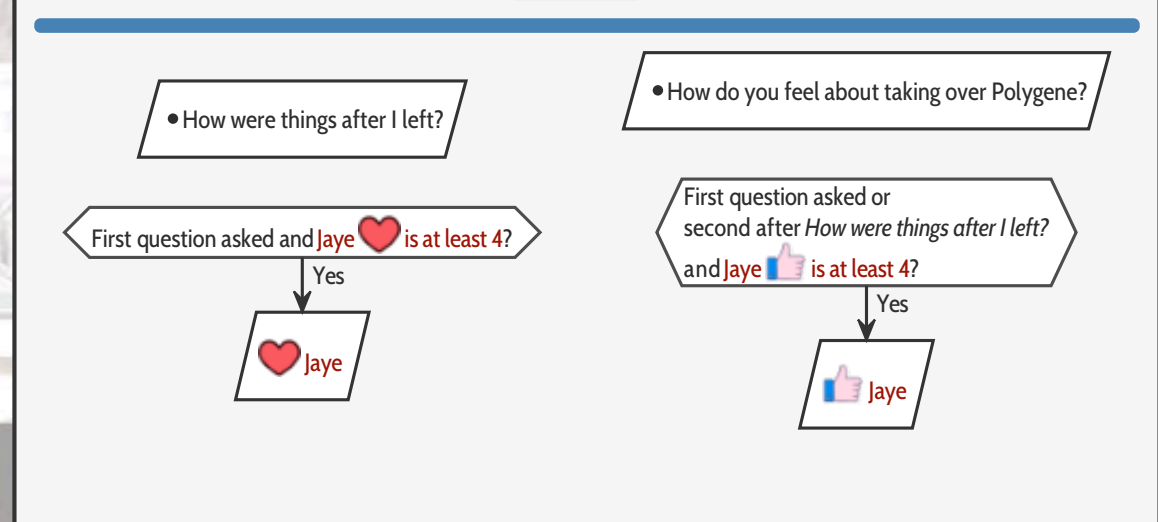 •How were things after I left?
First question asked and Jaye is at least 4?
Yes
Jaye
•How do you feel about taking over Polygene?
First question asked or
second after How were things after I left?
and Jaye is at least 4?
Yes
Jaye